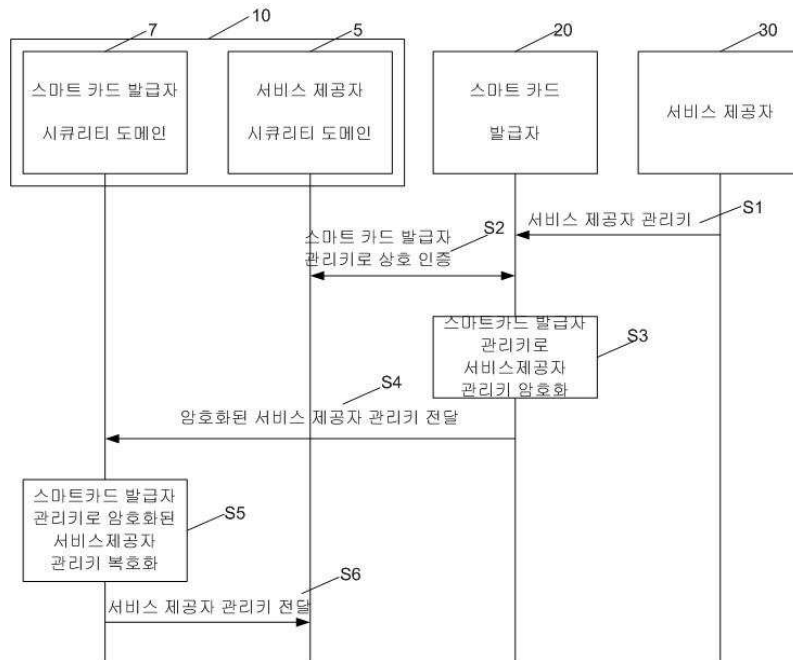 7
10
5
20
30
스마트 카드 발급자
시큐리티 도메인
서비스 제공자
시큐리티 도메인
스마트 카드
발급자
서비스 제공자
서비스 제공자 관리키
S1
스마트 카드 발급자
관리키로 상호 인증
S2
스마트카드 발급자
관리키로
서비스제공자
관리키 암호화
S3
S4
암호화된 서비스 제공자 관리키 전달
스마트카드 발급자
관리키로 암호화된
서비스제공자
관리키 복호화
S5
S6
서비스 제공자 관리키 전달